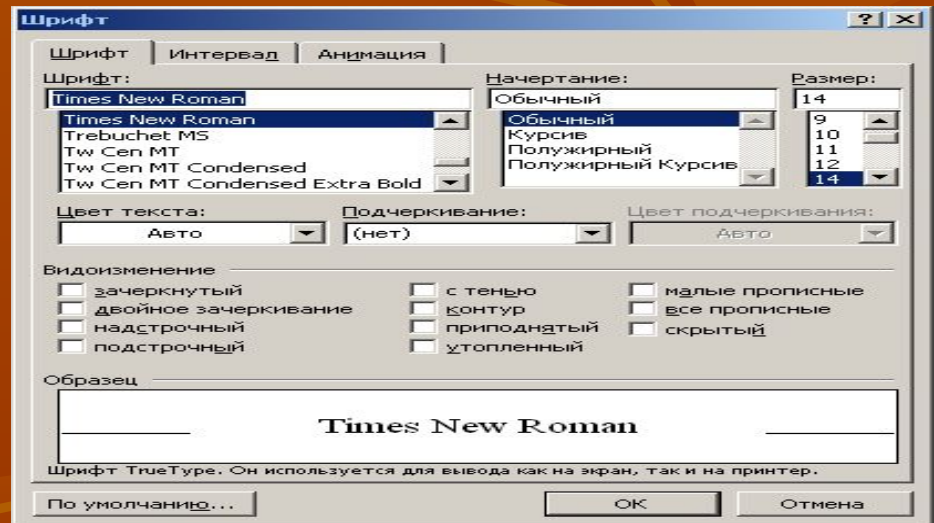 Шрифт
Шрифт Интервал Анимация
Шрифт: Начертание: Размер:
Times New Roman Обычный 14
Times New Roman Обычный 9
Trebuchet MS Курсив 10
Tw Cen MT Полужирный 11
Tw Cen MT Condensed Полужирный Курсив 12
Tw Cen MT Condensed Extra Bold 14
Цвет текста: Подчеркивание: Цвет подчеркивания:
Авто (нет) Авто
Видоизменение
зачеркнутый с тенью малые прописные
двойное зачеркивание контур все прописные
надстрочный приподнятый скрытый
подстрочный утопленный
Образец
Times New Roman
Шрифт TrueType. Он используется для вывода как на экран, так и на принтер.
По умолчанию... ОК Отмена